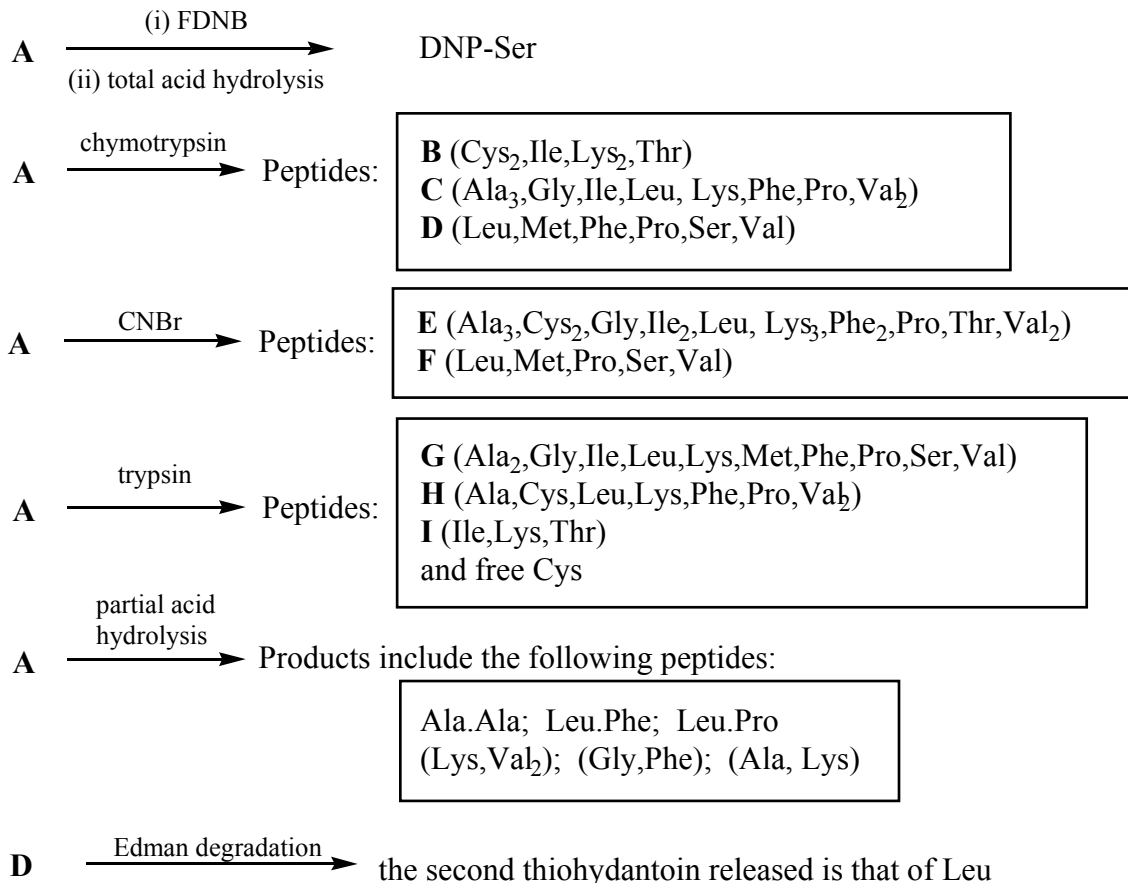 (i) FDNB
A DNP-Ser
(ii) total acid hydrolysis
chymotrypsin
A Peptides:
B (Cys2,Ile,Lys2,Thr)
C (Ala3,Gly,Ile,Leu, Lys,Phe,Pro,Val2)
D (Leu,Met,Phe,Pro,Ser,Val)
CNBr
A Peptides:
E (Ala3,Cys2,Gly,Ile2,Leu, Lys3,Phe2,Pro,Thr,Val2)
F (Leu,Met,Pro,Ser,Val)
trypsin
A Peptides:
G (Ala2,Gly,Ile,Leu,Lys,Met,Phe,Pro,Ser,Val)
H (Ala,Cys,Leu,Lys,Phe,Pro,Val2)
I (Ile,Lys,Thr)
and free Cys
partial acid
hydrolysis
A Products include the following peptides:
Ala.Ala; Leu.Phe; Leu.Pro
(Lys,Val2); (Gly,Phe); (Ala, Lys)
Edman degradation
D the second thiohydantoin released is that of Leu